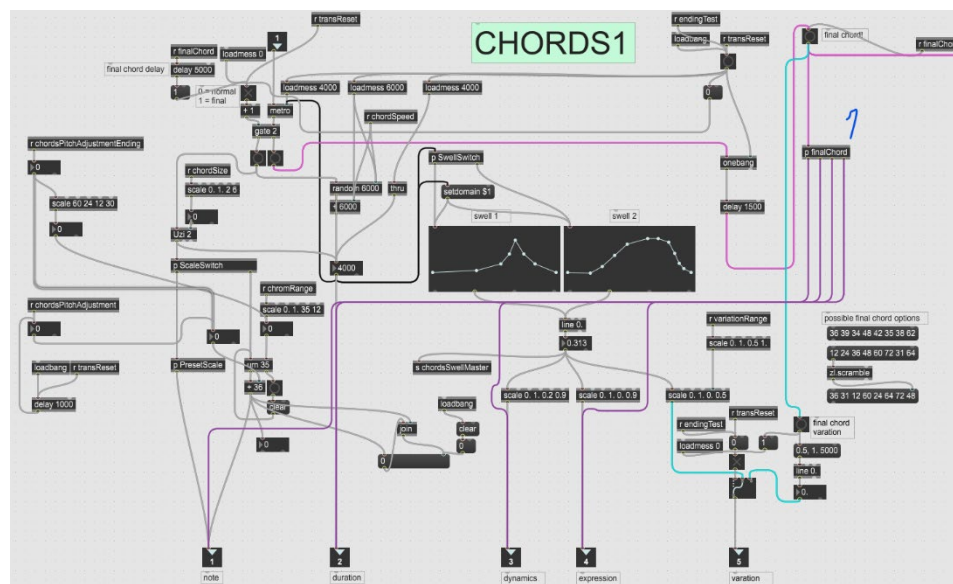 CHORDS1
r transReset
r finalChord
loadmess 0
1
final chord delay
delay 5000
1
0 = normal
1 = final
+ 1
metro
gate 2
loadmess 4000
loadmess 6000
loadmess 4000
r chordSpeed
r endingTest
loadbang
r transReset
0
final chord!
r chordsPitchAdjustmentEnding
0
scale 60 24 12 30
0
r chordSize
scale 0. 1. 2 6
0
Uzi 2
random 6000
+ 6000
thru
p SwellSwitch
setdomain $1
swell 1
swell 2
onebang
delay 1500
p finalChord
p ScaleSwitch
4000
r chromRange
scale 0. 1. 35 12
0
r chordsPitchAdjustment
0
0
loadbang
r transReset
delay 1000
p PresetScale
+ 36
clear
0
line 0.
0.313
s chordsSwellMaster
r variationRange
scale 0. 1. 0.5 1.
possible final chord options
36 39 34 48 42 35 38 62
12 24 36 48 60 72 31 64
zl.scramble
36 31 12 60 24 64 72 48
scale 0. 1. 0.2 0.9
scale 0. 1. 0. 0.9
scale 0. 1. 0. 0.5
join
loadbang
clear
0
0
r transReset
r endingTest
loadmess 0
0
1
final chord
varation
0.5, 1. 5000
line 0.
0.
1
note
2
duration
3
dynamics
4
expression
5
varation